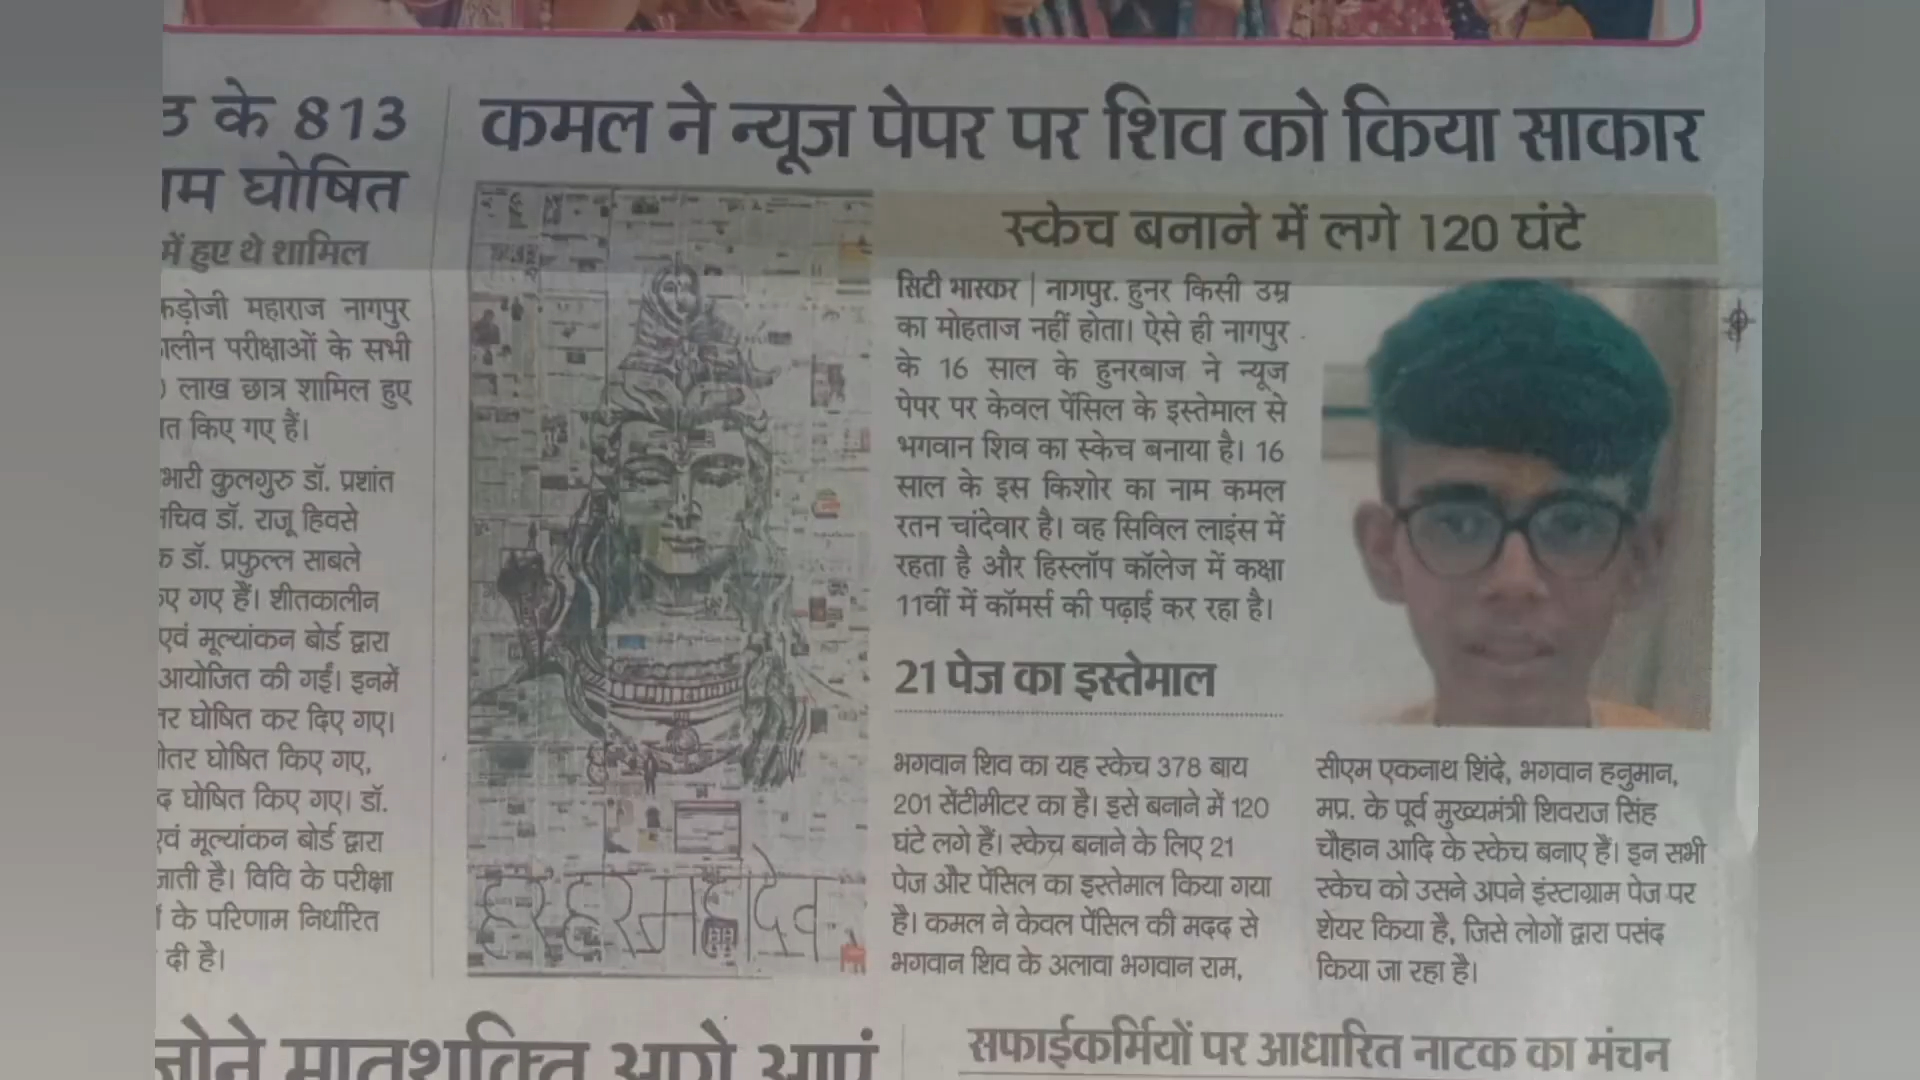 के 813
घोषित
में हुए थे शामिल
महाराज नागपुर
परीक्षाओं के सभी
लाख छात्र शामिल हुए
किए गए हैं।
कुलगुरु डॉ. प्रशांत
डॉ. राजू हिवसे
डॉ. प्रफुल्ल साबले
गए हैं। शीतकालीन
एवं मूल्यांकन बोर्ड द्वारा
आयोजित की गईं। इनमें
घोषित कर दिए गए।
घोषित किए गए,
घोषित किए गए। डॉ.
एवं मूल्यांकन बोर्ड द्वारा
जाती है। विवि के परीक्षा
के परिणाम निर्धारित
दी है।
कमल ने न्यूज पेपर पर शिव को किया साकार
स्केच बनाने में लगे 120 घंटे
सिटी भास्कर | नागपुर. हुनर किसी उम्र
का मोहताज नहीं होता। ऐसे ही नागपुर
के 16 साल के हुनरबाज ने न्यूज
पेपर पर केवल पेंसिल के इस्तेमाल से
भगवान शिव का स्केच बनाया है। 16
साल के इस किशोर का नाम कमल
रतन चांदेवार है। वह सिविल लाइंस में
रहता है और हिस्लॉप कॉलेज में कक्षा
11वीं में कॉमर्स की पढ़ाई कर रहा है।
21 पेज का इस्तेमाल
भगवान शिव का यह स्केच 378 बाय
201 सेंटीमीटर का है। इसे बनाने में 120
घंटे लगे हैं। स्केच बनाने के लिए 21
पेज और पेंसिल का इस्तेमाल किया गया
है। कमल ने केवल पेंसिल की मदद से
भगवान शिव के अलावा भगवान राम,
सीएम एकनाथ शिंदे, भगवान हनुमान,
मप्र. के पूर्व मुख्यमंत्री शिवराज सिंह
चौहान आदि के स्केच बनाए हैं। इन सभी
स्केच को उसने अपने इंस्टाग्राम पेज पर
शेयर किया है, जिसे लोगों द्वारा पसंद
किया जा रहा है।
हर हर महादेव
मातृशक्ति आगे आएं
सफाईकर्मियों पर आधारित नाटक का मंचन